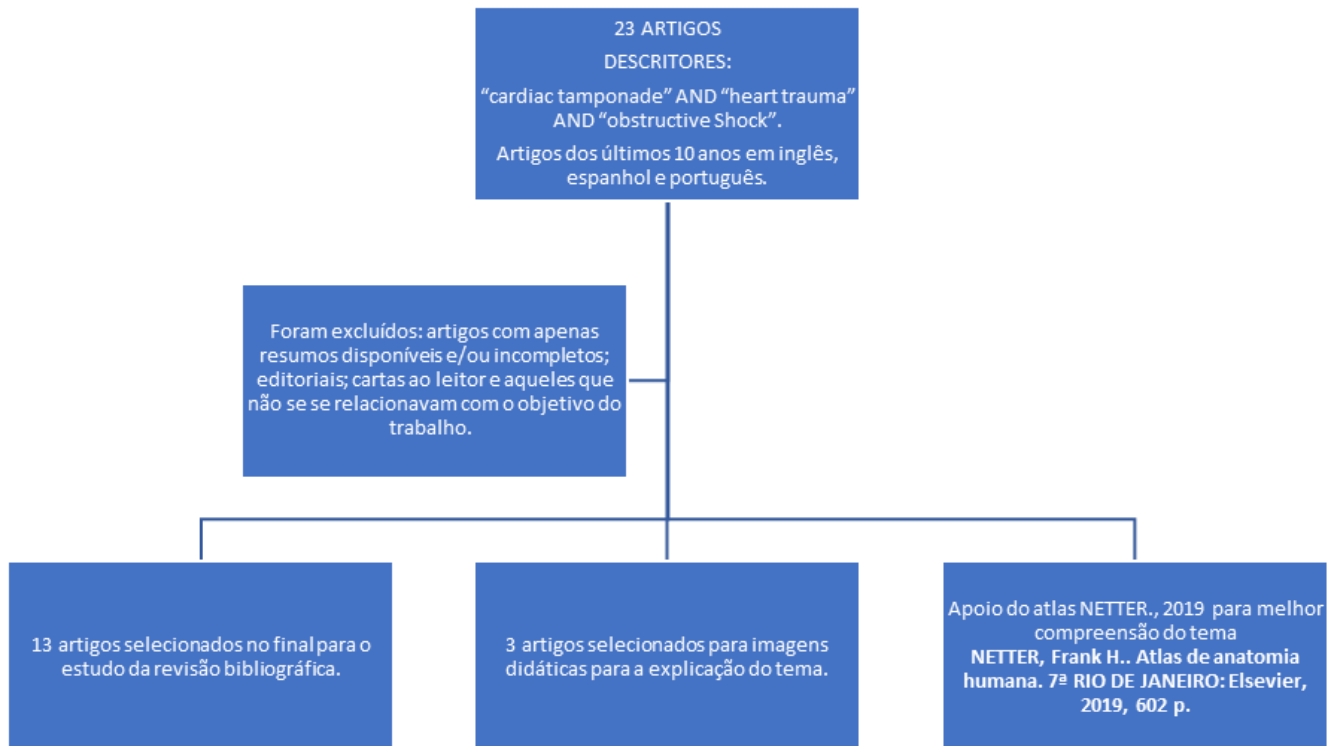 23 ARTIGOS
DESCRITORES:
“cardiac tamponade” AND “heart trauma”
AND “obstructive Shock”.
Artigos dos últimos 10 anos em inglês,
espanhol e português.
Foram excluídos: artigos com apenas
resumos disponíveis e/ou incompletos;
editoriais; cartas ao leitor e aqueles que
não se se relacionavam com o objetivo do
trabalho.
13 artigos selecionados no final para o
estudo da revisão bibliográfica.
3 artigos selecionados para imagens
didáticas para a explicação do tema.
Apoio do atlas NETTER., 2019 para melhor
compreensão do tema
NETTER, Frank H.. Atlas de anatomia
humana. 7ª RIO DE JANEIRO: Elsevier,
2019, 602 p.